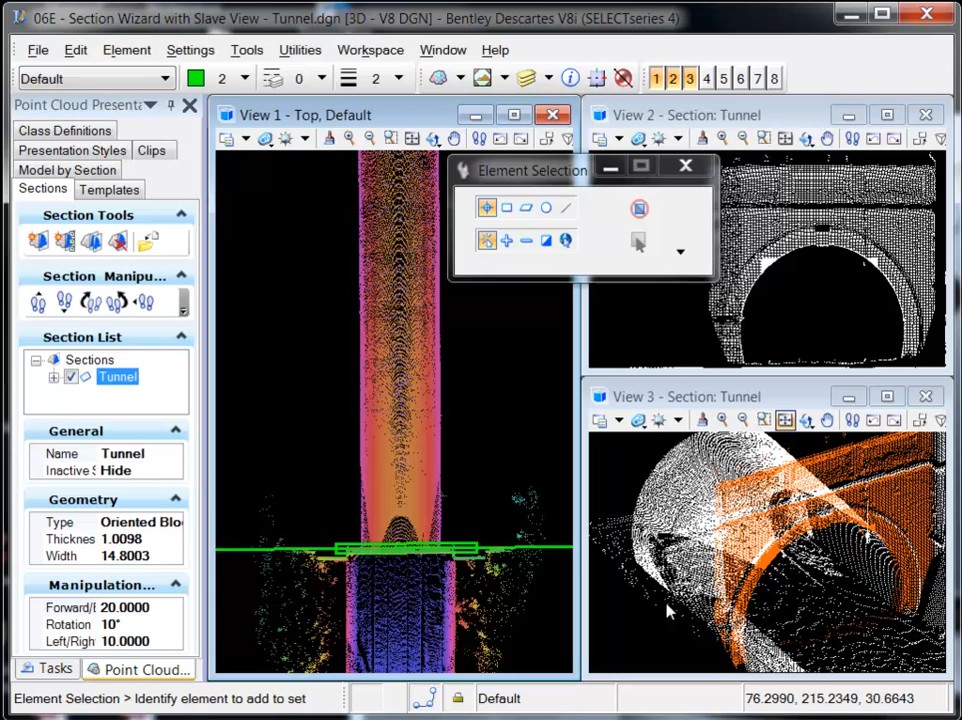 06E - Section Wizard with Slave View - Tunnel.dgn [3D - V8 DGN] - Bentley Descartes V8i (SELECTseries 4)
File Edit Element Settings Tools Utilities Workspace Window Help
Default 2 0 2 1 2 3 4 5 6 7 8
Point Cloud Presenta
Class Definitions
Presentation Styles Clips
Model by Section
Sections Templates
Section Tools
Section Manipu...
Section List
Sections
Tunnel
General
Name Tunnel
Inactive S Hide
Geometry
Type Oriented Blo
Thicknes 1.0098
Width 14.8003
Manipulation...
Forward/B 20.0000
Rotation 10°
Left/Righ 10.0000
Tasks Point Cloud...
View 1 - Top, Default
Element Selection
View 2 - Section: Tunnel
View 3 - Section: Tunnel
Element Selection > Identify element to add to set
Default
76.2990, 215.2349, 30.6643